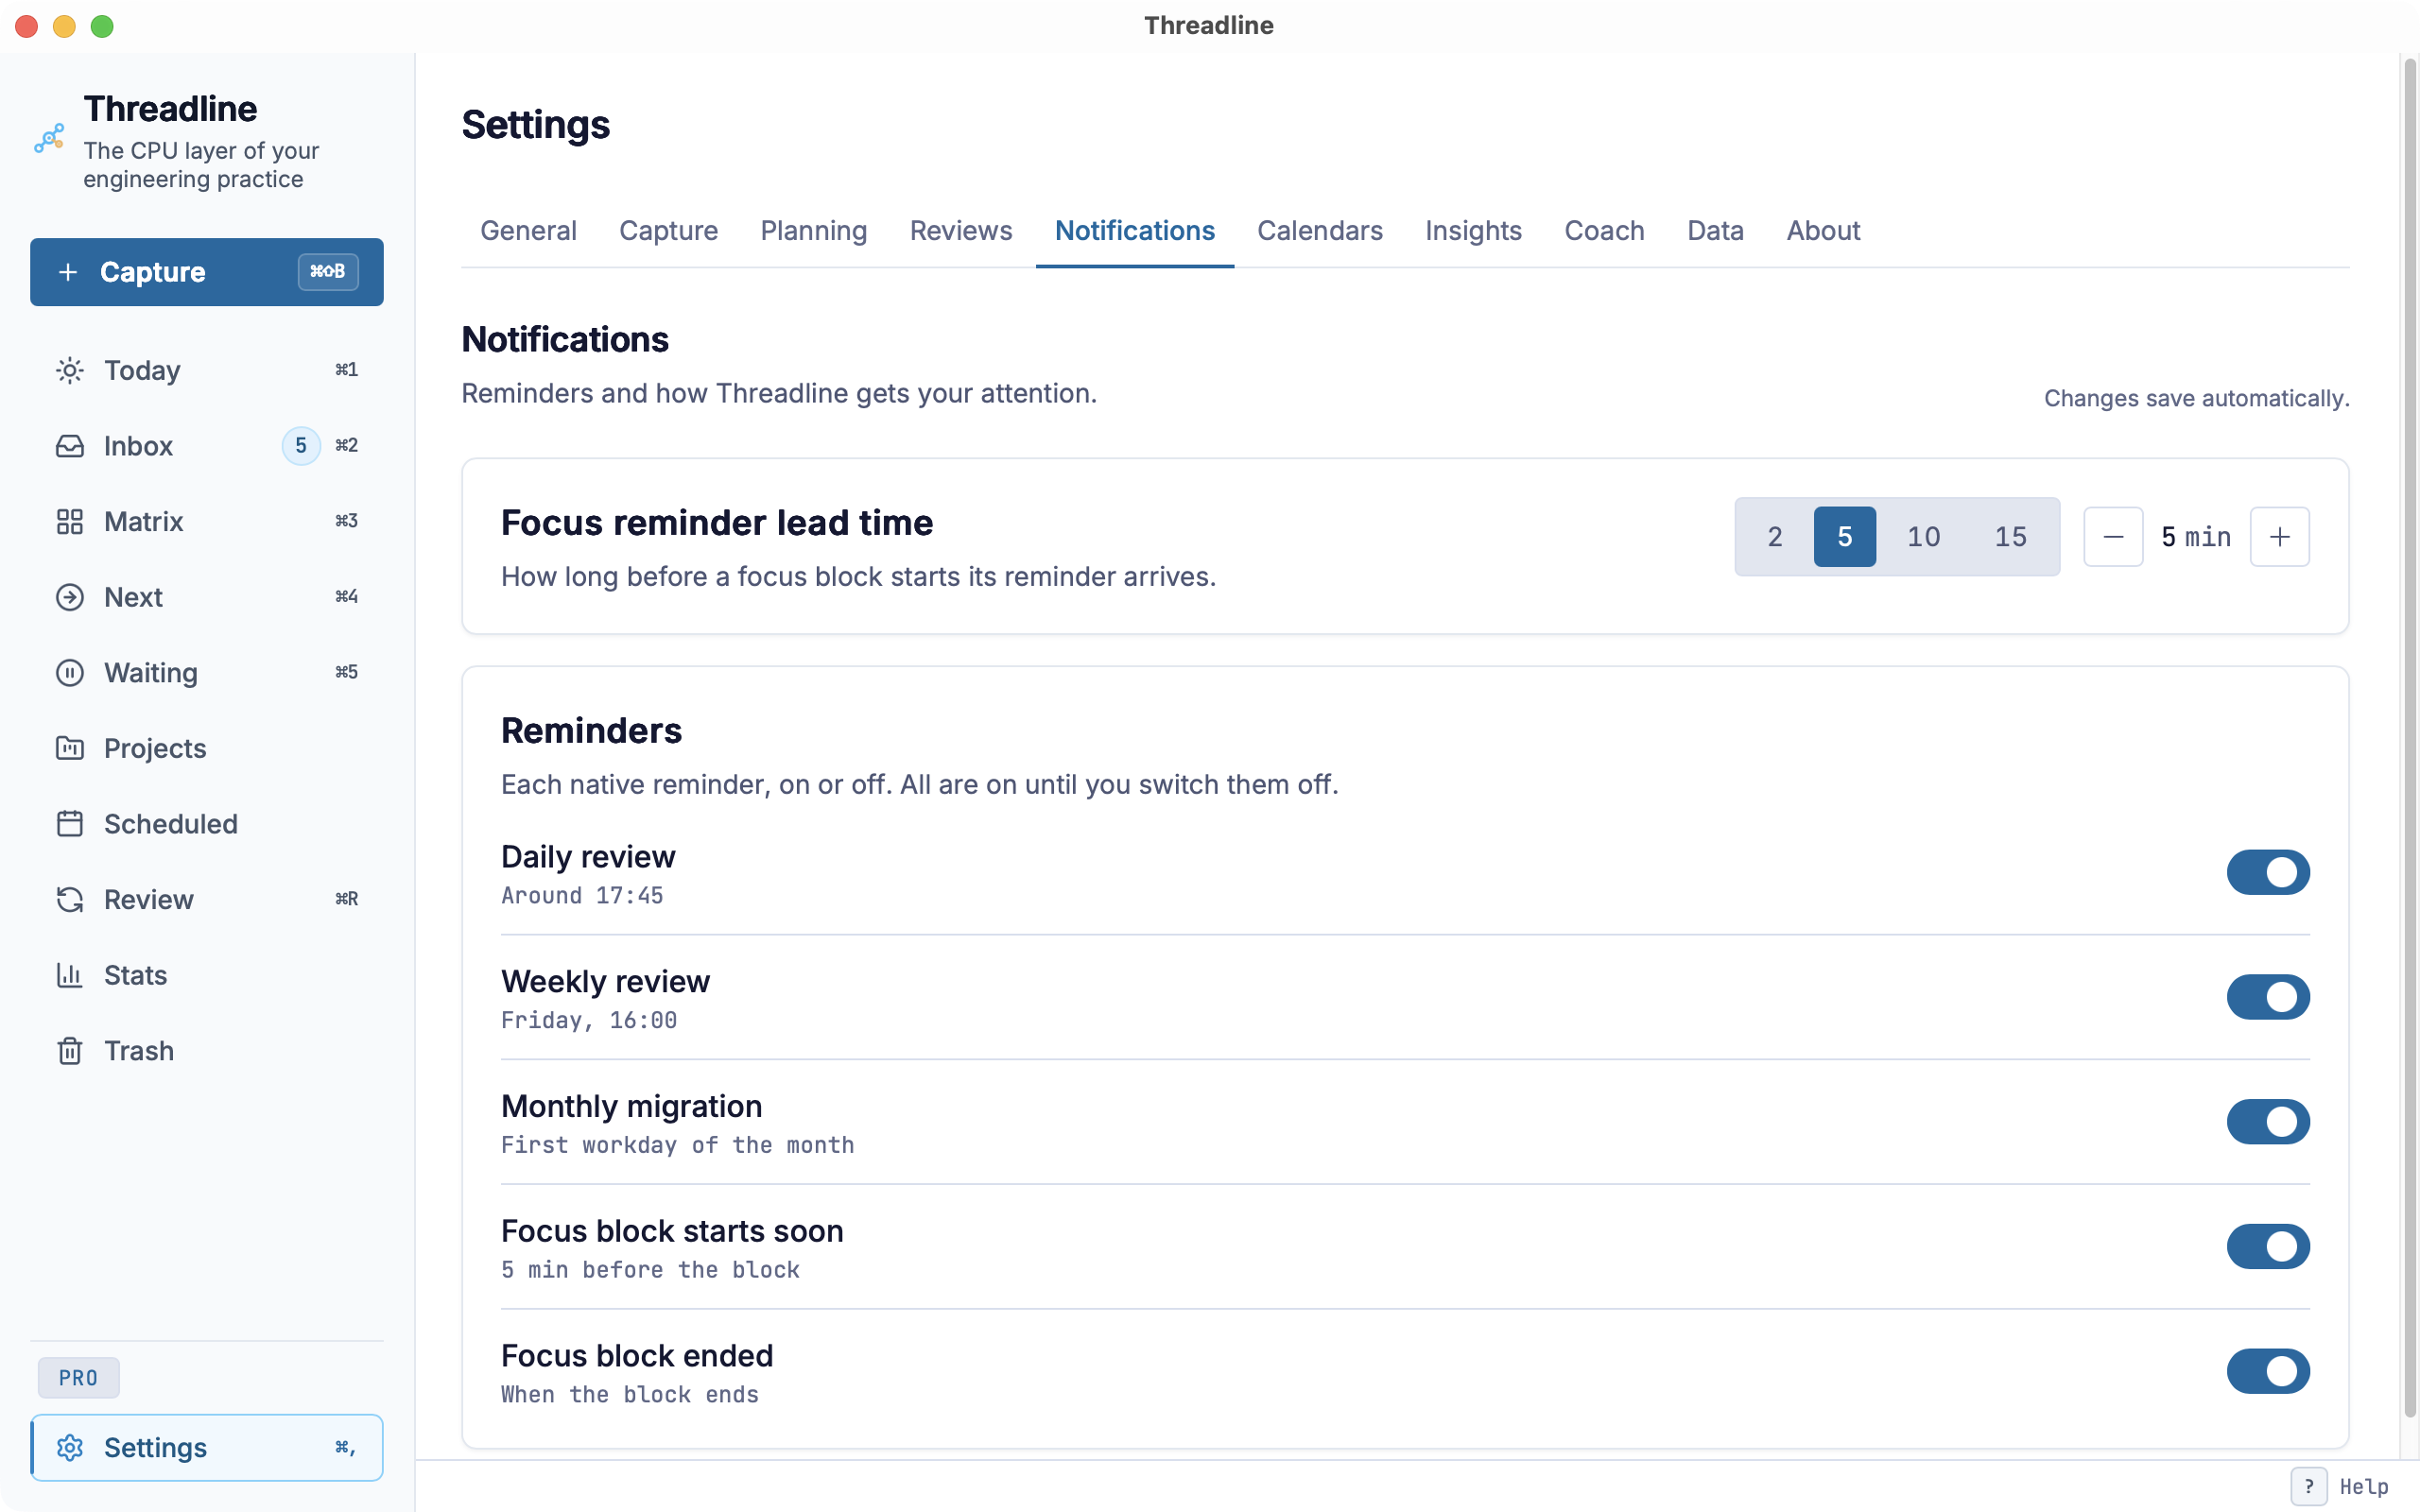 Threadline
Threadline
The CPU layer of your
engineering practice
+ Capture ⌘⇧B
Today ⌘1
Inbox 5 ⌘2
Matrix ⌘3
Next ⌘4
Waiting ⌘5
Projects
Scheduled
Review ⌘R
Stats
Trash
PRO
Settings ⌘,
Settings
General Capture Planning Reviews Notifications Calendars Insights Coach Data About
Notifications
Reminders and how Threadline gets your attention.
Changes save automatically.
Focus reminder lead time
How long before a focus block starts its reminder arrives.
2 5 10 15 − 5 min +
Reminders
Each native reminder, on or off. All are on until you switch them off.
Daily review
Around 17:45
Weekly review
Friday, 16:00
Monthly migration
First workday of the month
Focus block starts soon
5 min before the block
Focus block ended
When the block ends
? Help